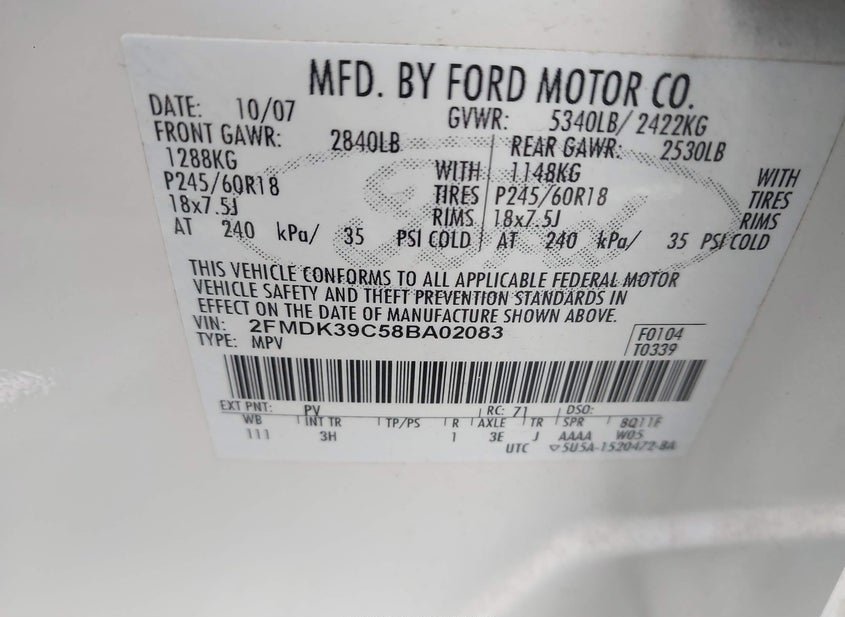 MFD. BY FORD MOTOR CO.
DATE: 10/07 GVWR: 5340LB/ 2422KG
FRONT GAWR: 2840LB REAR GAWR: 2530LB
1288KG WITH 1148KG WITH
P245/60R18 TIRES P245/60R18 TIRES
18x7.5J RIMS 18x7.5J RIMS
AT 240 kPa/ 35 PSI COLD AT 240 kPa/ 35 PSI COLD
THIS VEHICLE CONFORMS TO ALL APPLICABLE FEDERAL MOTOR
VEHICLE SAFETY AND THEFT PREVENTION STANDARDS IN
EFFECT ON THE DATE OF MANUFACTURE SHOWN ABOVE.
VIN: 2FMDK39C58BA02083 F0104
TYPE: MPV T0339
EXT PNT: PV RC: 71 DSO:
WB INT TR TP/PS R AXLE TR SPR 8Q11F
111 3H 1 3E J AAAA W05
UTC ▽5U5A-1520472-BA